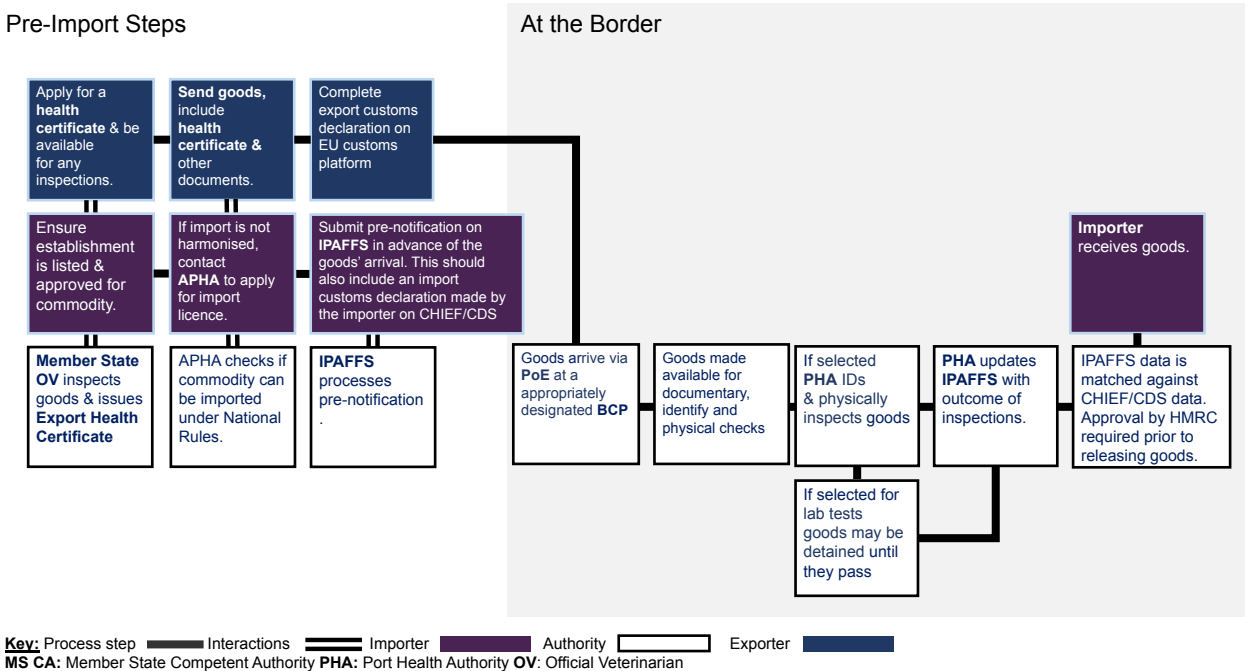 Pre-Import Steps
At the Border
Apply for a
health
certificate & be
available
for any
inspections.
Send goods,
include
health
certificate &
other
documents.
Complete
export customs
declaration on
EU customs
platform
Ensure
establishment
is listed &
approved for
commodity.
If import is not
harmonised,
contact
APHA to apply
for import
licence.
Submit pre-notification on
IPAFFS in advance of the
goods' arrival. This should
also include an import
customs declaration made by
the importer on CHIEF/CDS
Importer
receives goods.
Member State
OV inspects
goods & issues
Export Health
Certificate
APHA checks if
commodity can
be imported
under National
Rules.
IPAFFS
processes
pre-notification
.
Goods arrive via
PoE at a
appropriately
designated BCP
Goods made
available for
documentary,
identify and
physical checks
If selected
PHA IDs
& physically
inspects goods
PHA updates
IPAFFS with
outcome of
inspections.
IPAFFS data is
matched against
CHIEF/CDS data.
Approval by HMRC
required prior to
releasing goods.
If selected for
lab tests
goods may be
detained until
they pass
Key: Process step Interactions Importer Authority Exporter
MS CA: Member State Competent Authority PHA: Port Health Authority OV: Official Veterinarian